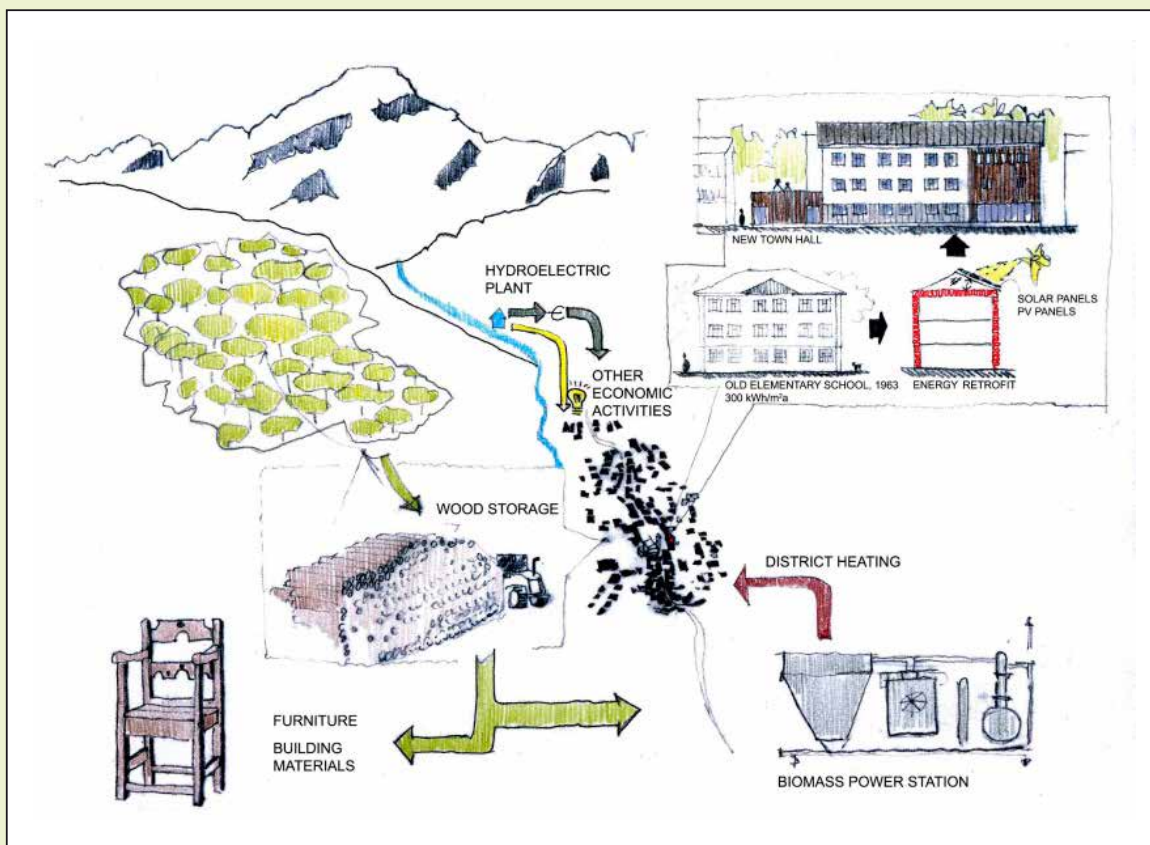 NEW TOWN HALL
HYDROELECTRIC
PLANT
€
SOLAR PANELS
PV PANELS
OTHER
ECONOMIC
ACTIVITIES
OLD ELEMENTARY SCHOOL, 1963
300 kWh/m²a
ENERGY RETROFIT
WOOD STORAGE
DISTRICT HEATING
FURNITURE
BUILDING
MATERIALS
BIOMASS POWER STATION